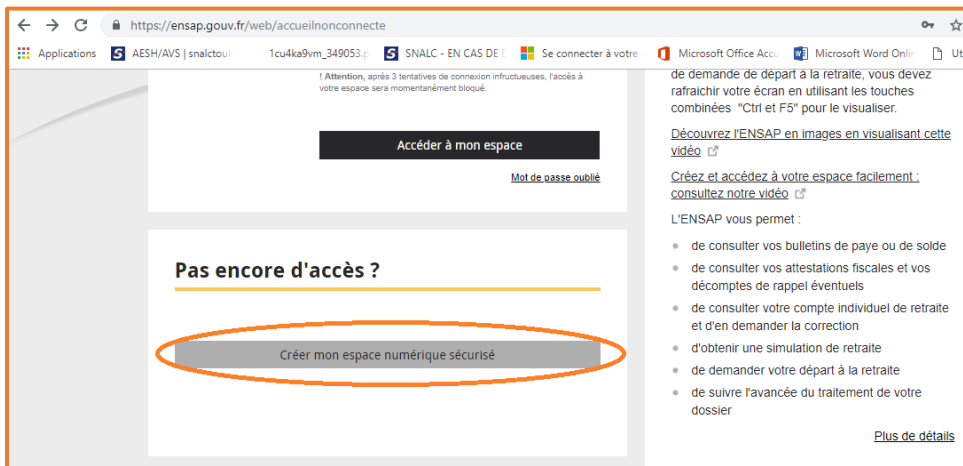 https://ensap.gouv.fr/web/accueilnonconnecte
Applications
AESH/AVS | snalctoul
1cu4ka9vm_349053.p
SNALC - EN CAS DE
Se connecter à votre
Microsoft Office Accu
Microsoft Word Onlin
Ut
! Attention, après 3 tentatives de connexion infructueuses, l'accès à
votre espace sera momentanément bloqué.
Accéder à mon espace
Mot de passe oublié
Pas encore d'accès ?
Créer mon espace numérique sécurisé
de demande de départ à la retraite, vous devez
rafraichir votre écran en utilisant les touches
combinées "Ctrl et F5" pour le visualiser.
Découvrez l'ENSAP en images en visualisant cette
vidéo
Créez et accédez à votre espace facilement :
consultez notre vidéo
L'ENSAP vous permet :
de consulter vos bulletins de paye ou de solde
de consulter vos attestations fiscales et vos
décomptes de rappel éventuels
de consulter votre compte individuel de retraite
et d'en demander la correction
d'obtenir une simulation de retraite
de demander votre départ à la retraite
de suivre l'avancée du traitement de votre
dossier
Plus de détails